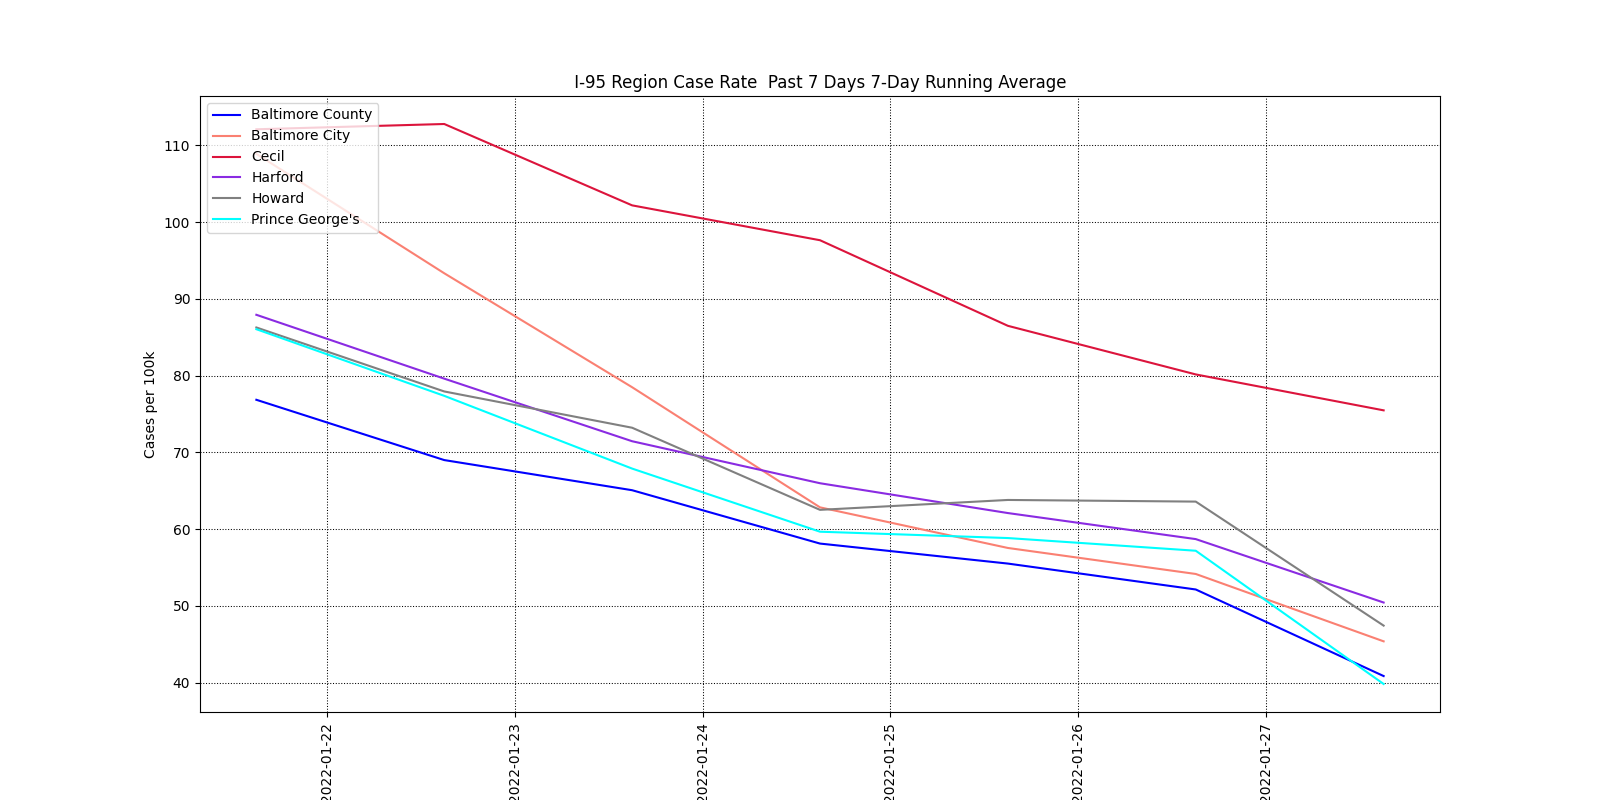 I-95 Region Case Rate  Past 7 Days 7-Day Running Average
Baltimore County
Baltimore City
Cecil
Harford
Howard
Prince George's
Cases per 100k
110
100
90
80
70
60
50
40
2022-01-22
2022-01-23
2022-01-24
2022-01-25
2022-01-26
2022-01-27